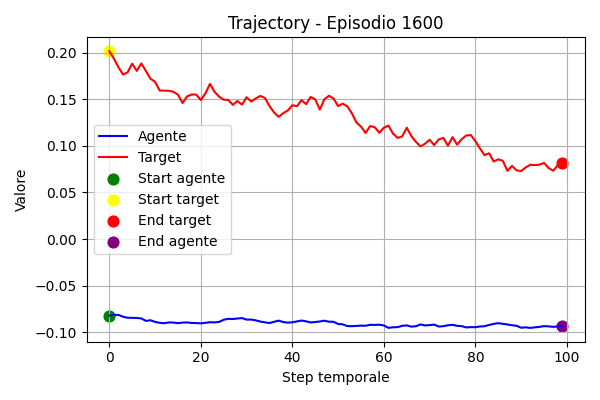 Trajectory - Episodio 1600
Valore
0.20
0.15
0.10
0.05
0.00
−0.05
−0.10
Agente
Target
Start agente
Start target
End target
End agente
0 20 40 60 80 100
Step temporale